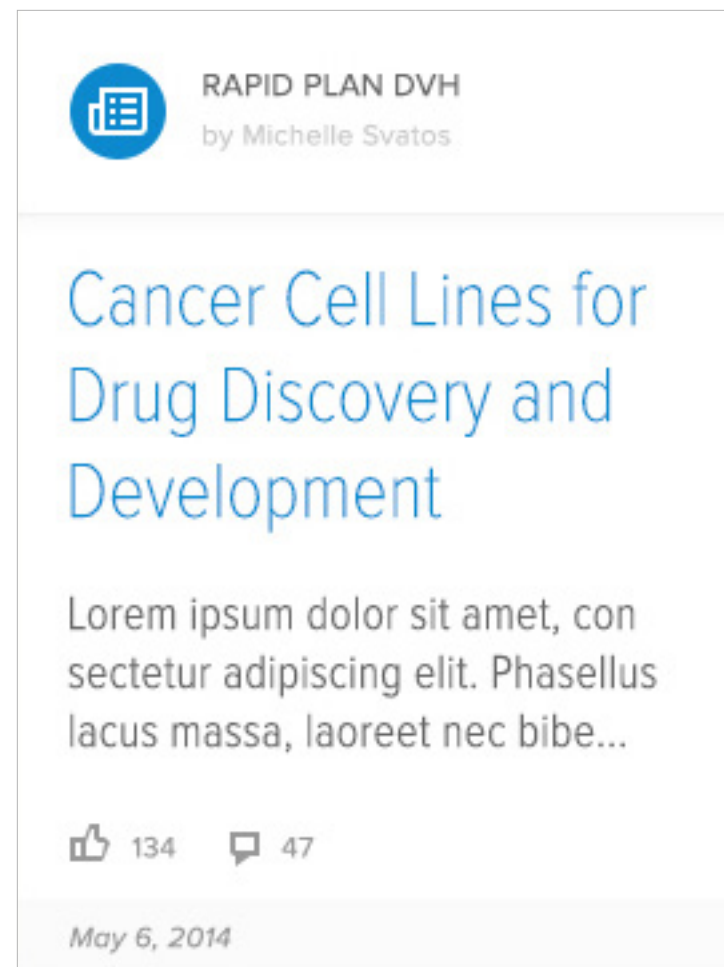 RAPID PLAN DVH
by Michelle Svatos
Cancer Cell Lines for
Drug Discovery and
Development
Lorem ipsum dolor sit amet, con
sectetur adipiscing elit. Phasellus
lacus massa, laoreet nec bibe...
134 47
May 6, 2014